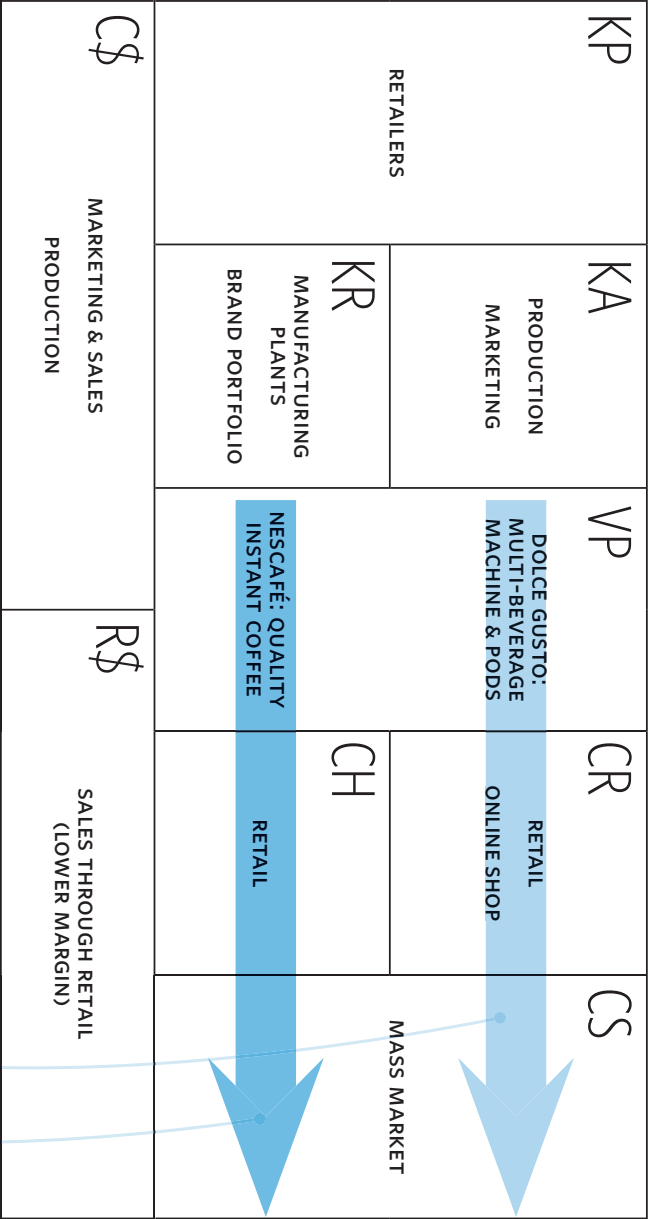 KP
RETAILERS
KA
PRODUCTION
MARKETING
KR
MANUFACTURING
PLANTS
BRAND PORTFOLIO
VP
DOLCE GUSTO:
MULTI-BEVERAGE
MACHINE & PODS
NESCAFÉ: QUALITY
INSTANT COFFEE
CR
RETAIL
ONLINE SHOP
CH
RETAIL
CS
MASS MARKET
C$
MARKETING & SALES
PRODUCTION
R$
SALES THROUGH RETAIL
(LOWER MARGIN)